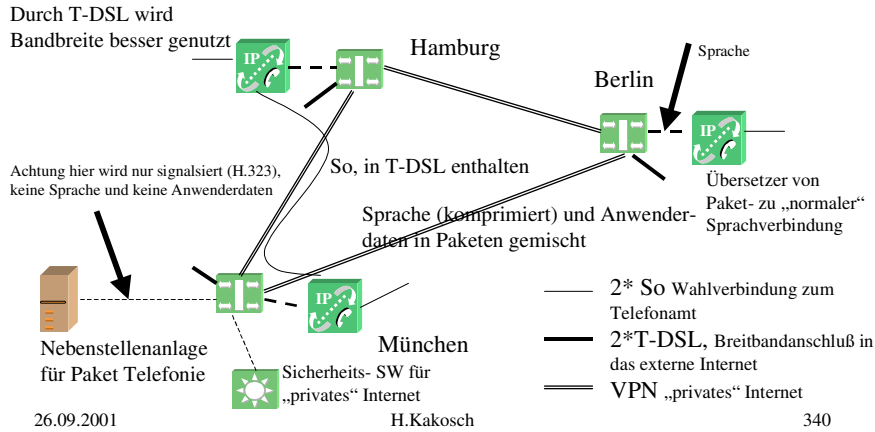 Durch T-DSL wird
Bandbreite besser genutzt
IP
Hamburg
Sprache
Berlin
IP
Achtung hier wird nur signalsiert (H.323),
keine Sprache und keine Anwenderdaten
So, in T-DSL enthalten
Übersetzer von
Paket- zu „normaler"
Sprachverbindung
Sprache (komprimiert) und Anwender-
daten in Paketen gemischt
IP
Nebenstellenanlage
für Paket Telefonie
München
Sicherheits- SW für
„privates" Internet
2* So Wahlverbindung zum
Telefonamt
2*T-DSL, Breitbandanschluß in
das externe Internet
VPN „privates" Internet
26.09.2001
H.Kakosch
340